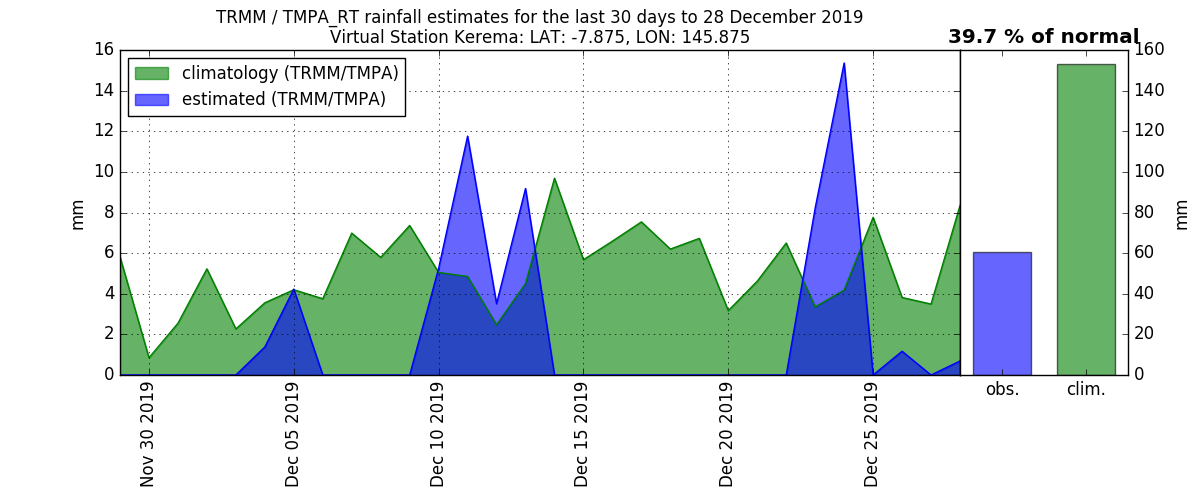 TRMM / TMPA_RT rainfall estimates for the last 30 days to 28 December 2019
Virtual Station Kerema: LAT: -7.875, LON: 145.875
39.7 % of normal
climatology (TRMM/TMPA)
estimated (TRMM/TMPA)
mm
16
14
12
10
8
6
4
2
0
Nov 30 2019
Dec 05 2019
Dec 10 2019
Dec 15 2019
Dec 20 2019
Dec 25 2019
obs.
clim.
160
140
120
100
80
60
40
20
0
mm